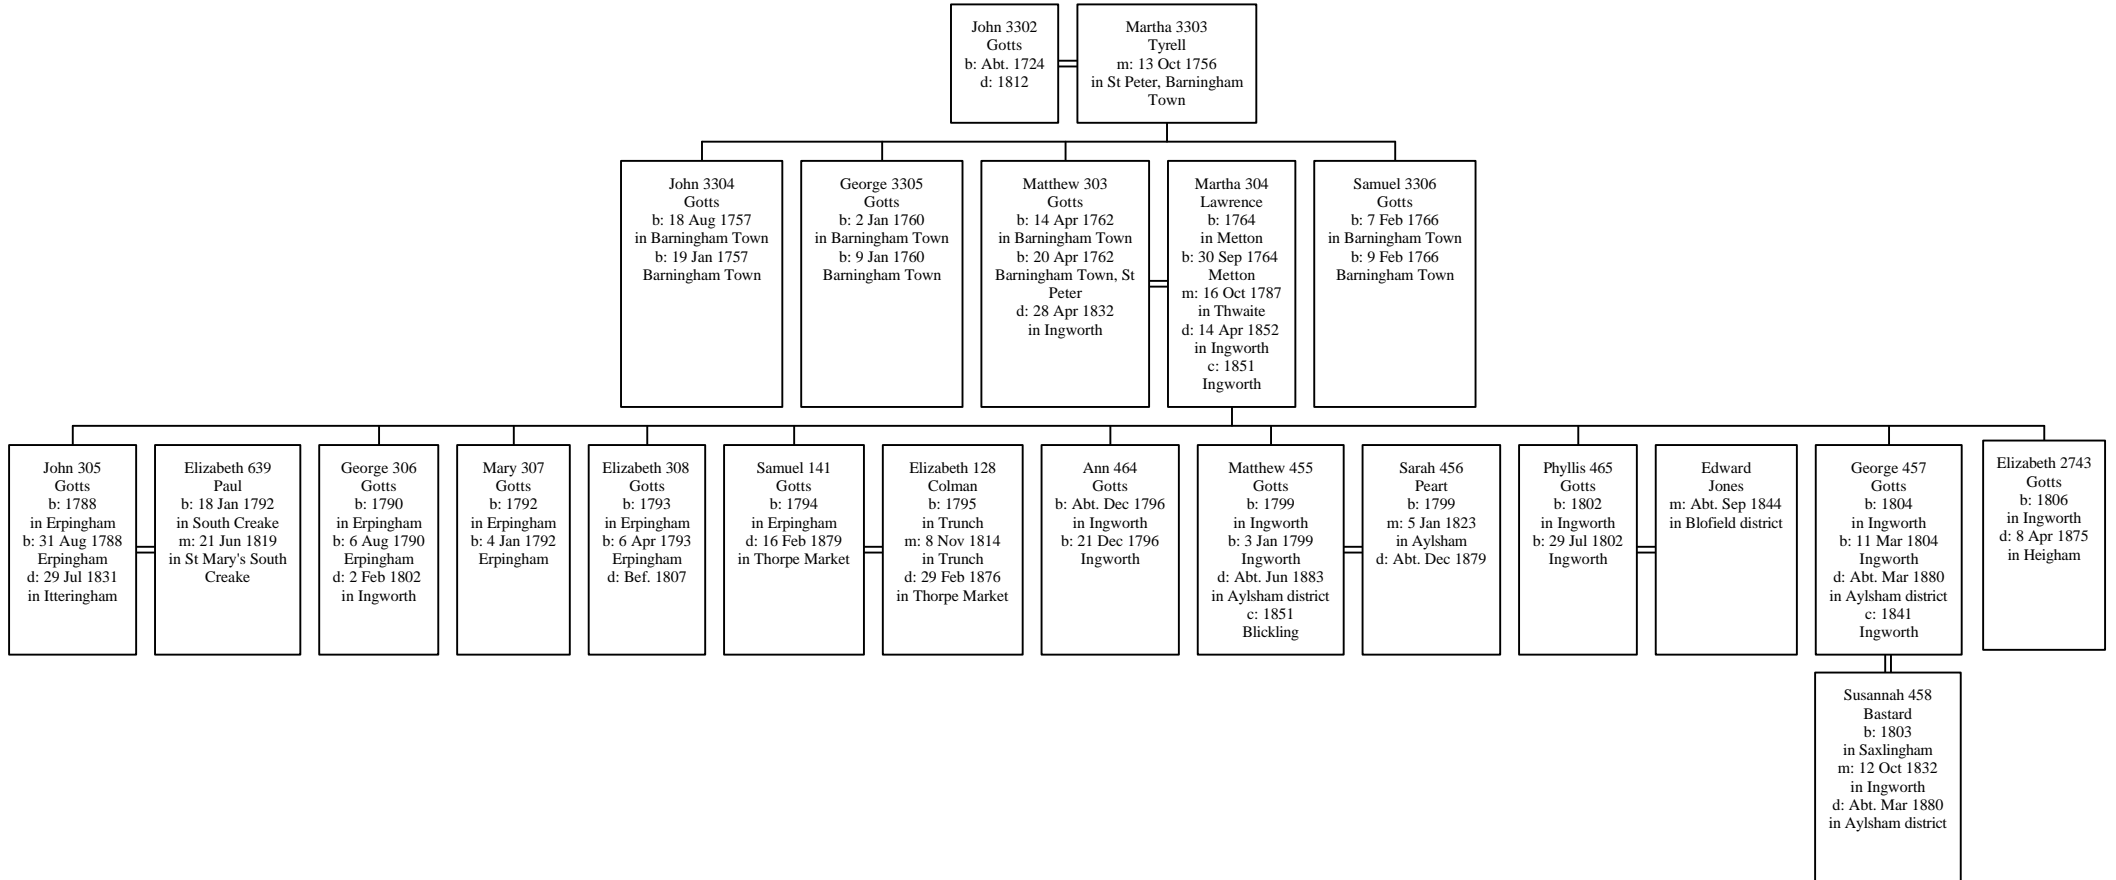 John 3302
Gotts
b: Abt. 1724
d: 1812
Martha 3303
Tyrell
m: 13 Oct 1756
in St Peter, Barningham
Town
John 3304
Gotts
b: 18 Aug 1757
in Barningham Town
b: 19 Jan 1757
Barningham Town
George 3305
Gotts
b: 2 Jan 1760
in Barningham Town
b: 9 Jan 1760
Barningham Town
Matthew 303
Gotts
b: 14 Apr 1762
in Barningham Town
b: 20 Apr 1762
Barningham Town, St
Peter
d: 28 Apr 1832
in Ingworth
Martha 304
Lawrence
b: 1764
in Metton
b: 30 Sep 1764
Metton
m: 16 Oct 1787
in Thwaite
d: 14 Apr 1852
in Ingworth
c: 1851
Ingworth
Samuel 3306
Gotts
b: 7 Feb 1766
in Barningham Town
b: 9 Feb 1766
Barningham Town
John 305
Gotts
b: 1788
in Erpingham
b: 31 Aug 1788
Erpingham
d: 29 Jul 1831
in Itteringham
Elizabeth 639
Paul
b: 18 Jan 1792
in South Creake
m: 21 Jun 1819
in St Mary's South
Creake
George 306
Gotts
b: 1790
in Erpingham
b: 6 Aug 1790
Erpingham
d: 2 Feb 1802
in Ingworth
Mary 307
Gotts
b: 1792
in Erpingham
b: 4 Jan 1792
Erpingham
Elizabeth 308
Gotts
b: 1793
in Erpingham
b: 6 Apr 1793
Erpingham
d: Bef. 1807
Samuel 141
Gotts
b: 1794
in Erpingham
d: 16 Feb 1879
in Thorpe Market
Elizabeth 128
Colman
b: 1795
in Trunch
m: 8 Nov 1814
in Trunch
d: 29 Feb 1876
in Thorpe Market
Ann 464
Gotts
b: Abt. Dec 1796
in Ingworth
b: 21 Dec 1796
Ingworth
Matthew 455
Gotts
b: 1799
in Ingworth
b: 3 Jan 1799
Ingworth
d: Abt. Jun 1883
in Aylsham district
c: 1851
Blickling
Sarah 456
Peart
b: 1799
m: 5 Jan 1823
in Aylsham
d: Abt. Dec 1879
Phyllis 465
Gotts
b: 1802
in Ingworth
b: 29 Jul 1802
Ingworth
Edward
Jones
m: Abt. Sep 1844
in Blofield district
George 457
Gotts
b: 1804
in Ingworth
b: 11 Mar 1804
Ingworth
d: Abt. Mar 1880
in Aylsham district
c: 1841
Ingworth
Elizabeth 2743
Gotts
b: 1806
in Ingworth
d: 8 Apr 1875
in Heigham
Susannah 458
Bastard
b: 1803
in Saxlingham
m: 12 Oct 1832
in Ingworth
d: Abt. Mar 1880
in Aylsham district